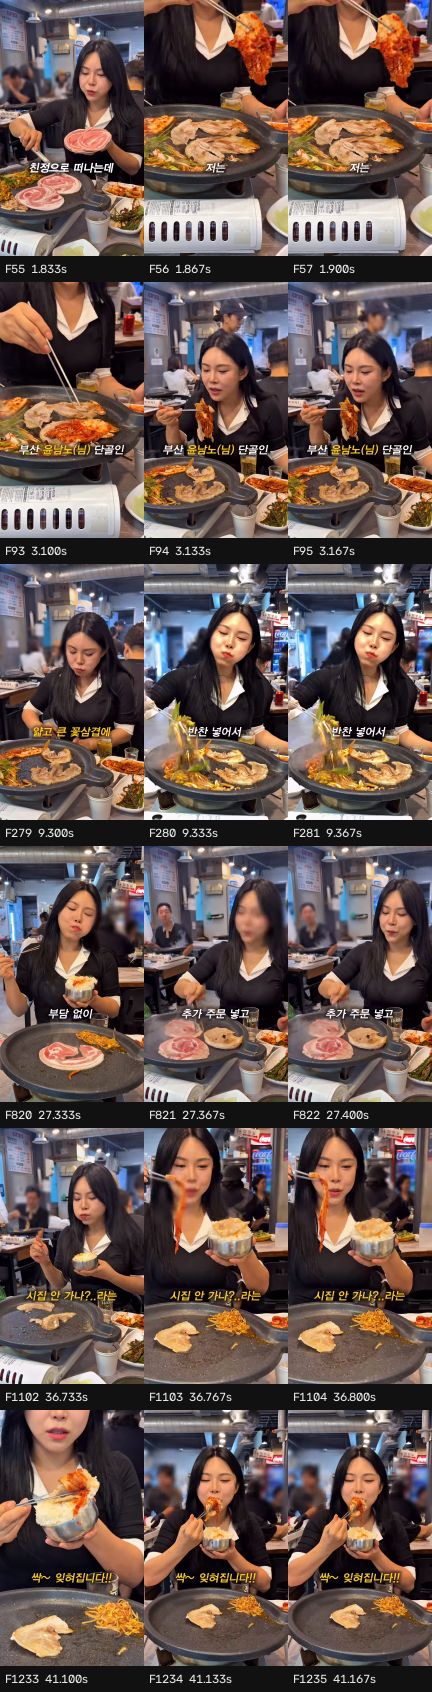 친정으로 떠나는데
저는
저는
F55 1.833s
F56 1.867s
F57 1.900s
부산 윤남노(님) 단골인
부산 윤남노(님) 단골인
부산 윤남노(님) 단골인
F93 3.100s
F94 3.133s
F95 3.167s
얇고 큰 꽃삼겹에
반찬 넣어서
반찬 넣어서
F279 9.300s
F280 9.333s
F281 9.367s
부담 없이
추가 주문 넣고
추가 주문 넣고
F820 27.333s
F821 27.367s
F822 27.400s
시집 안 가나?..라는
시집 안 가나?..라는
시집 안 가나?..라는
F1102 36.733s
F1103 36.767s
F1104 36.800s
싹~ 잊혀집니다!!
싹~ 잊혀집니다!!
싹~ 잊혀집니다!!
F1233 41.100s
F1234 41.133s
F1235 41.167s